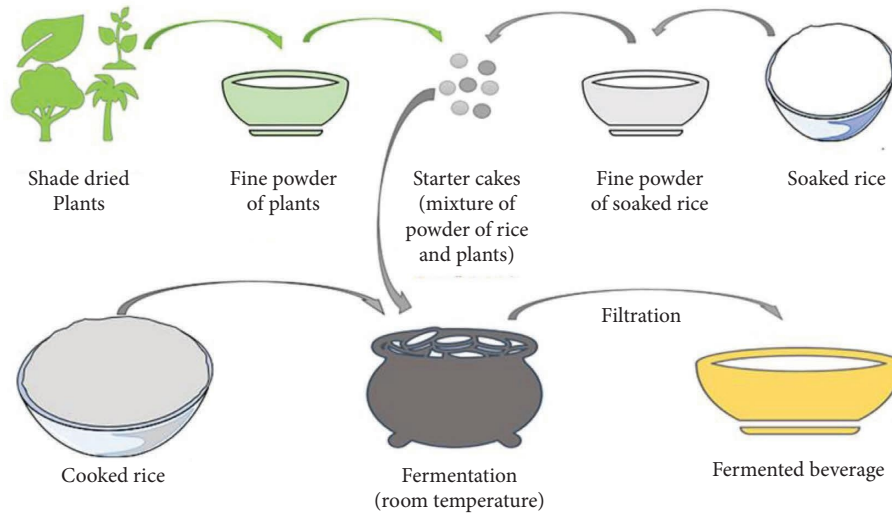 Shade dried
Plants
Fine powder
of plants
Starter cakes
(mixture of
powder of rice
and plants)
Fine powder
of soaked rice
Soaked rice
Filtration
Cooked rice
Fermentation
(room temperature)
Fermented beverage